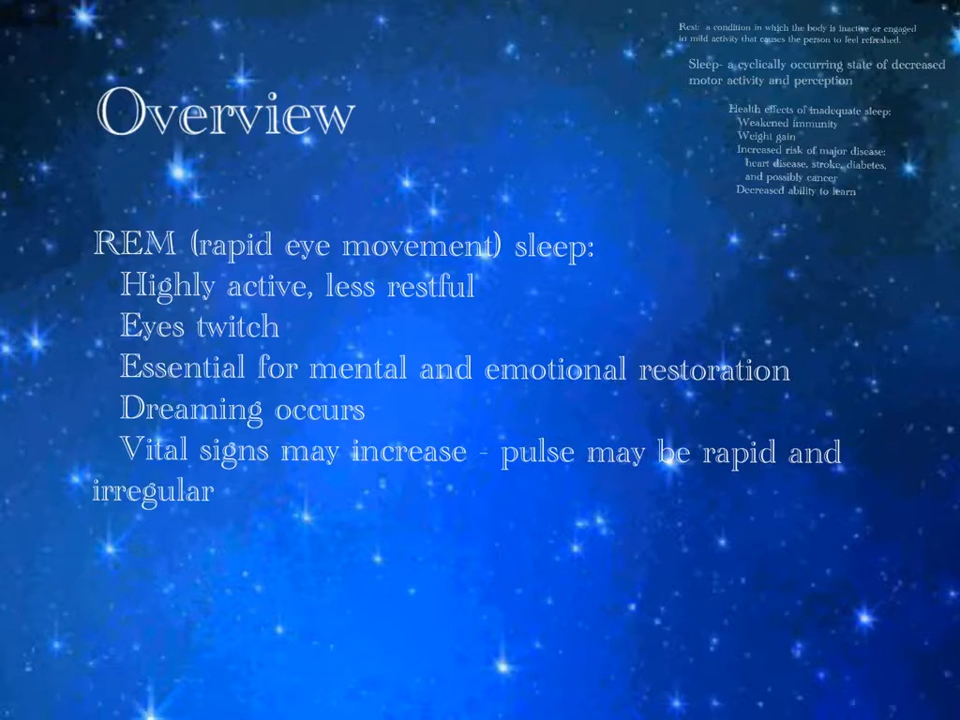 Overview
REM (rapid eye movement) sleep:
Highly active, less restful
Eyes twitch
Essential for mental and emotional restoration
Dreaming occurs
Vital signs may increase - pulse may be rapid and
irregular
Rest: a condition in which the body is inactive or engaged
in mild activity that causes the person to feel refreshed.
Sleep- a cyclically occurring state of decreased
motor activity and perception
Health effects of inadequate sleep:
Weakened immunity
Weight gain
Increased risk of major disease:
heart disease, stroke, diabetes,
and possibly cancer
Decreased ability to learn